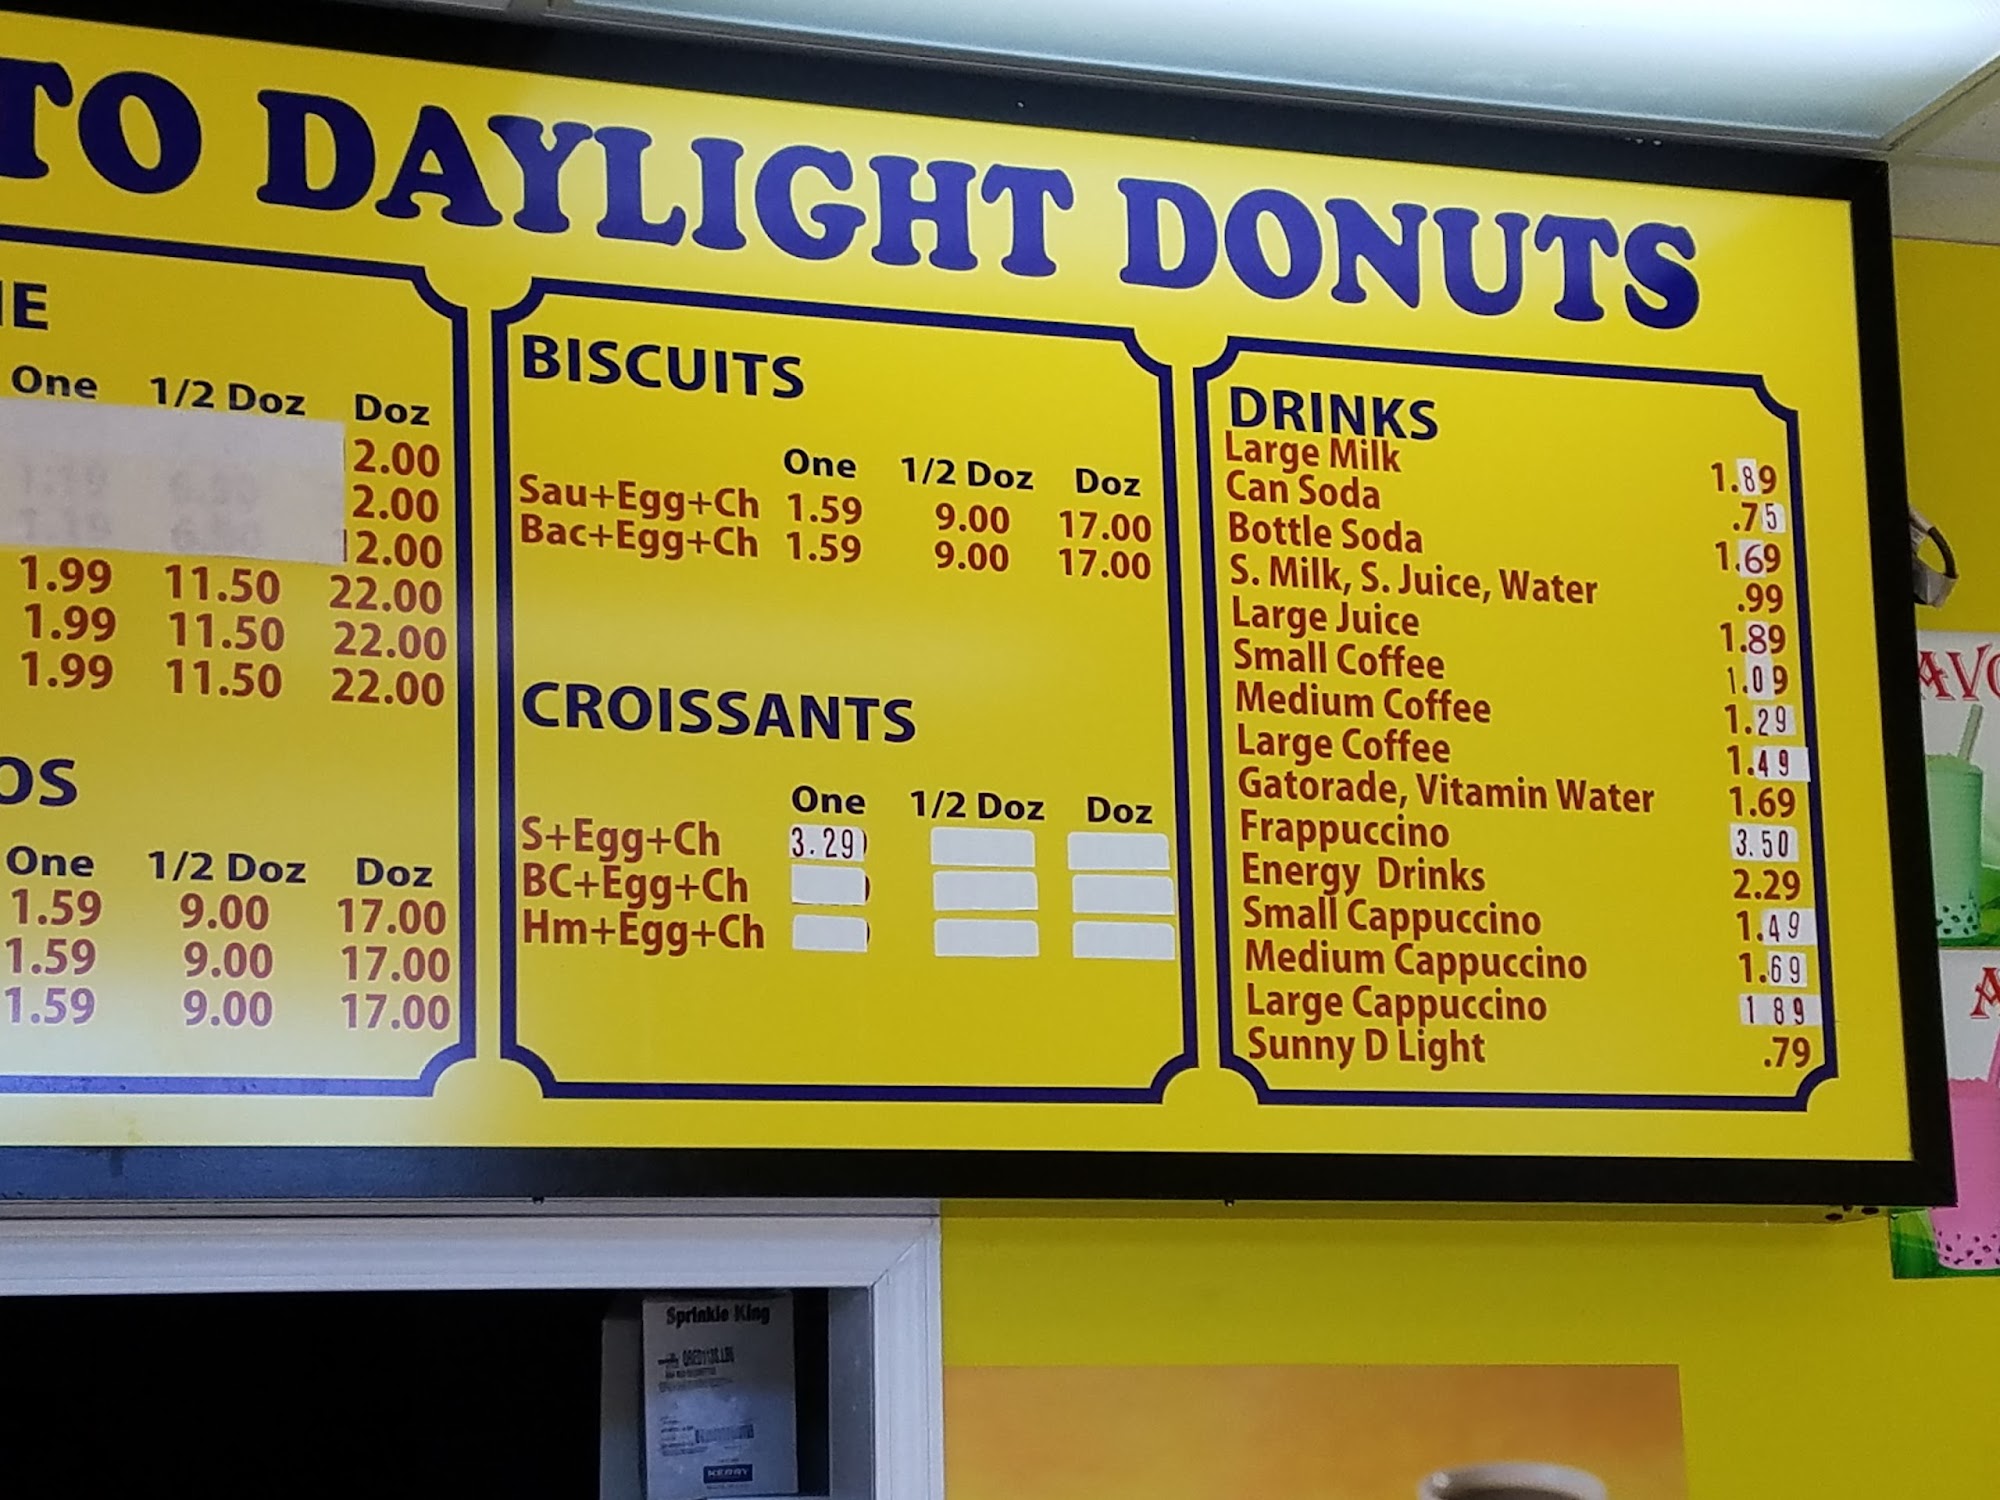 TO DAYLIGHT DONUTS
One 1/2 Doz Doz
2.00
2.00
12.00
1.99 11.50 22.00
1.99 11.50 22.00
1.99 11.50 22.00
OS
One 1/2 Doz Doz
1.59 9.00 17.00
1.59 9.00 17.00
1.59 9.00 17.00
BISCUITS
One 1/2 Doz Doz
Sau+Egg+Ch 1.59 9.00 17.00
Bac+Egg+Ch 1.59 9.00 17.00
CROISSANTS
One 1/2 Doz Doz
S+Egg+Ch 3.29
BC+Egg+Ch
Hm+Egg+Ch
DRINKS
Large Milk 1.89
Can Soda .75
Bottle Soda 1.69
S. Milk, S. Juice, Water .99
Large Juice 1.89
Small Coffee 1.09
Medium Coffee 1.29
Large Coffee 1.49
Gatorade, Vitamin Water 1.69
Frappuccino 3.50
Energy Drinks 2.29
Small Cappuccino 1.49
Medium Cappuccino 1.69
Large Cappuccino 1 89
Sunny D Light .79
AVO
A
Sprinkle King
KERRY